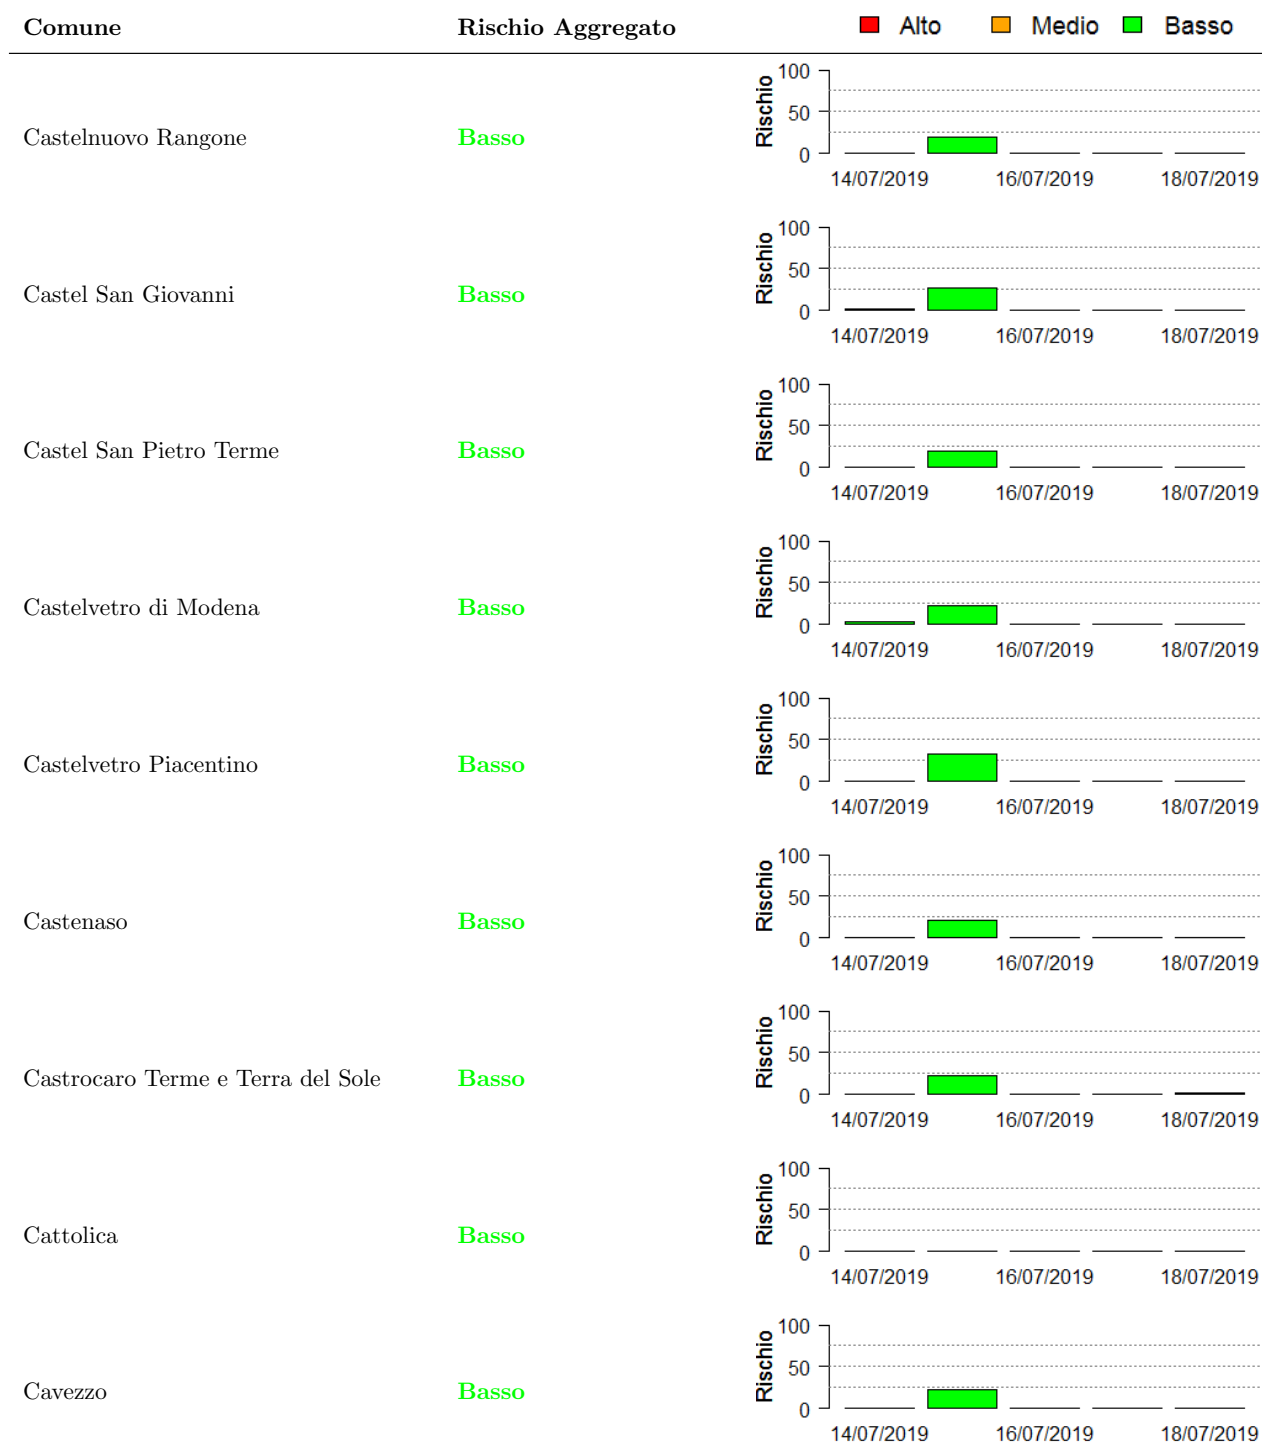 Comune Rischio Aggregato Alto Medio Basso
Castelnuovo Rangone Basso Rischio 100 50 0
14/07/2019 16/07/2019 18/07/2019
Castel San Giovanni Basso Rischio 100 50 0
14/07/2019 16/07/2019 18/07/2019
Castel San Pietro Terme Basso Rischio 100 50 0
14/07/2019 16/07/2019 18/07/2019
Castelvetro di Modena Basso Rischio 100 50 0
14/07/2019 16/07/2019 18/07/2019
Castelvetro Piacentino Basso Rischio 100 50 0
14/07/2019 16/07/2019 18/07/2019
Castenaso Basso Rischio 100 50 0
14/07/2019 16/07/2019 18/07/2019
Castrocaro Terme e Terra del Sole Basso Rischio 100 50 0
14/07/2019 16/07/2019 18/07/2019
Cattolica Basso Rischio 100 50 0
14/07/2019 16/07/2019 18/07/2019
Cavezzo Basso Rischio 100 50 0
14/07/2019 16/07/2019 18/07/2019